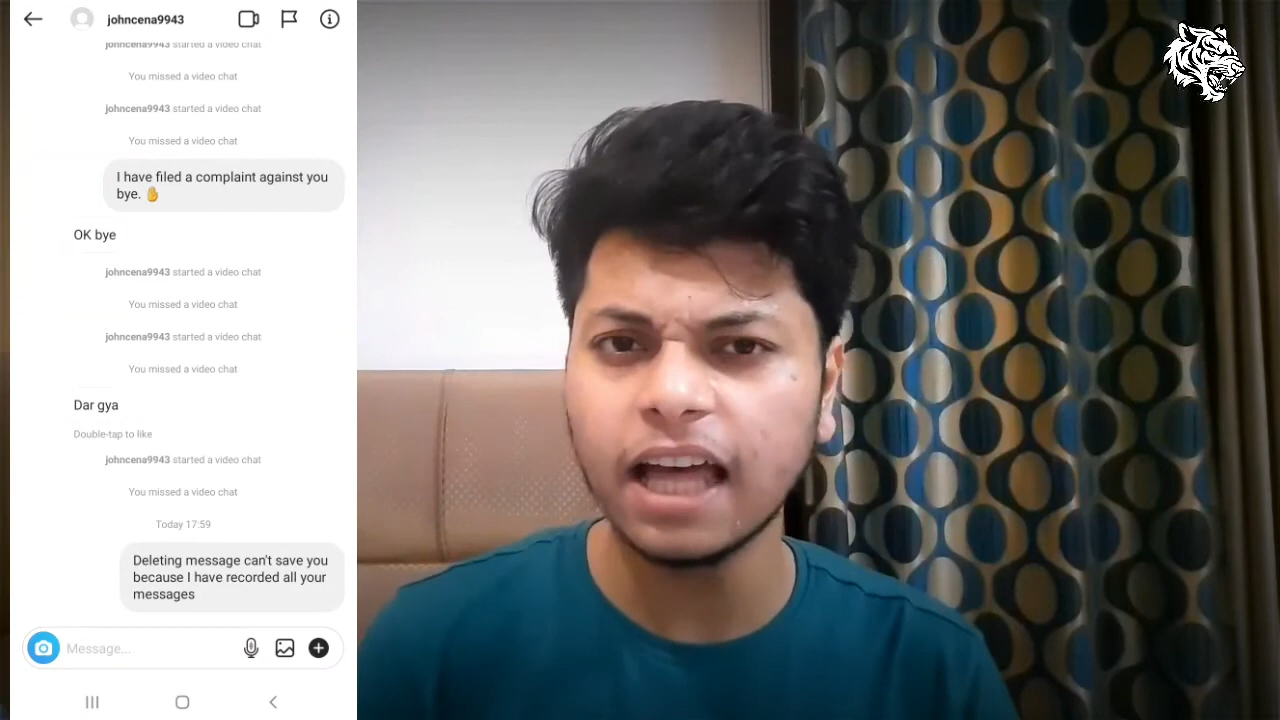 johncena9943
johncena9943 started a video chat
You missed a video chat
johncena9943 started a video chat
You missed a video chat
I have filed a complaint against you
bye. ✋
OK bye
johncena9943 started a video chat
You missed a video chat
johncena9943 started a video chat
You missed a video chat
Dar gya
Double-tap to like
johncena9943 started a video chat
You missed a video chat
Today 17:59
Deleting message can't save you
because I have recorded all your
messages
Message...